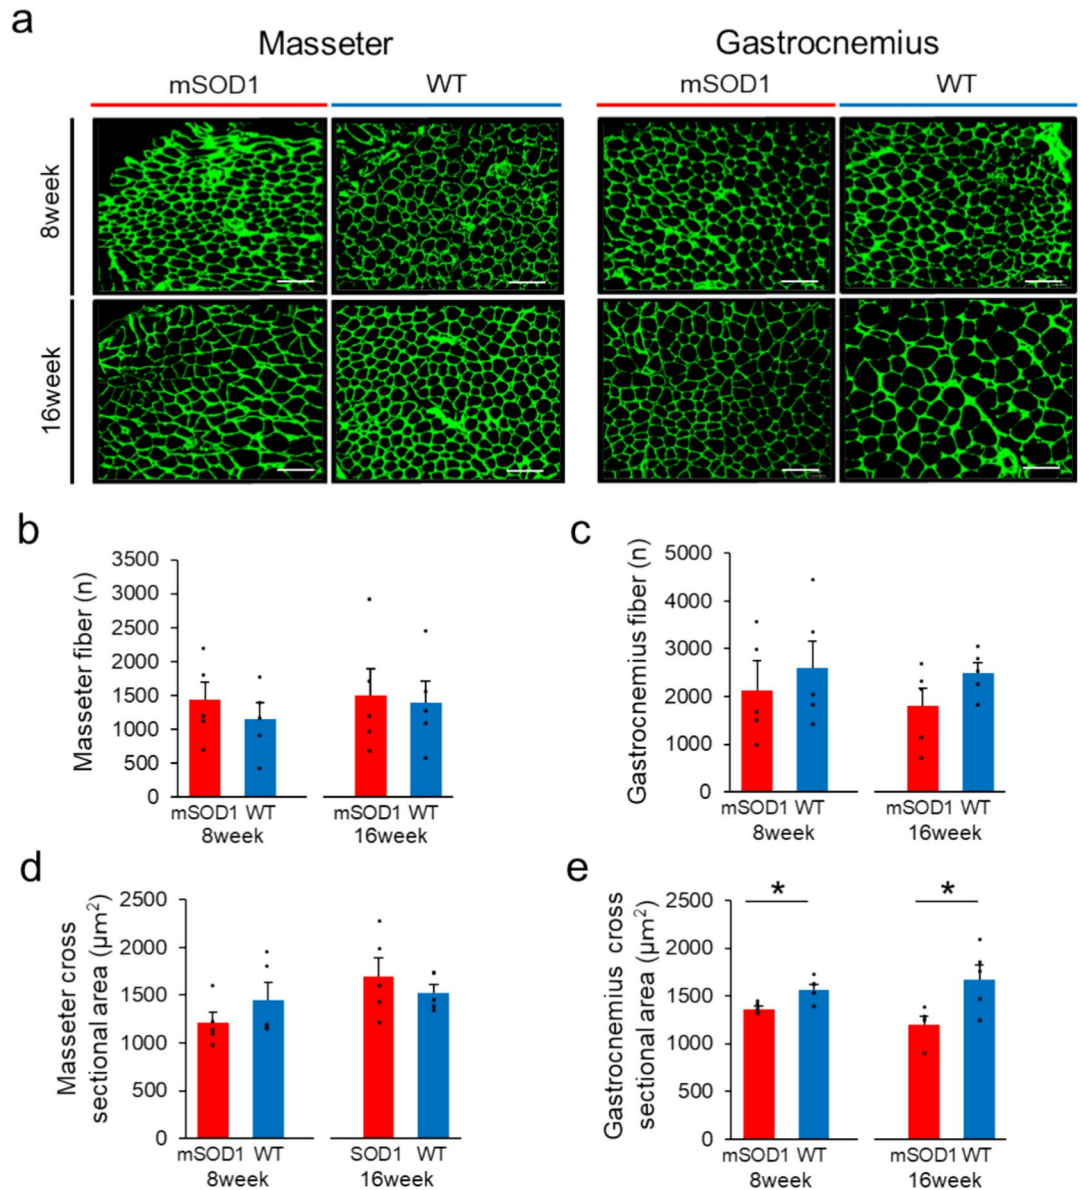 a
Masseter
Gastrocnemius
mSOD1
WT
mSOD1
WT
8week
16week
b
Masseter fiber (n)
3500
3000
2500
2000
1500
1000
500
0
mSOD1 WT
8week
mSOD1 WT
16week
c
Gastrocnemius fiber (n)
5000
4000
3000
2000
1000
0
mSOD1 WT
8week
mSOD1 WT
16week
d
Masseter cross
sectional area (µm²)
2500
2000
1500
1000
500
0
mSOD1 WT
8week
SOD1 WT
16week
e
Gastrocnemius cross
sectional area (µm²)
2500
2000
1500
1000
500
0
*
*
mSOD1 WT
8week
mSOD1 WT
16week